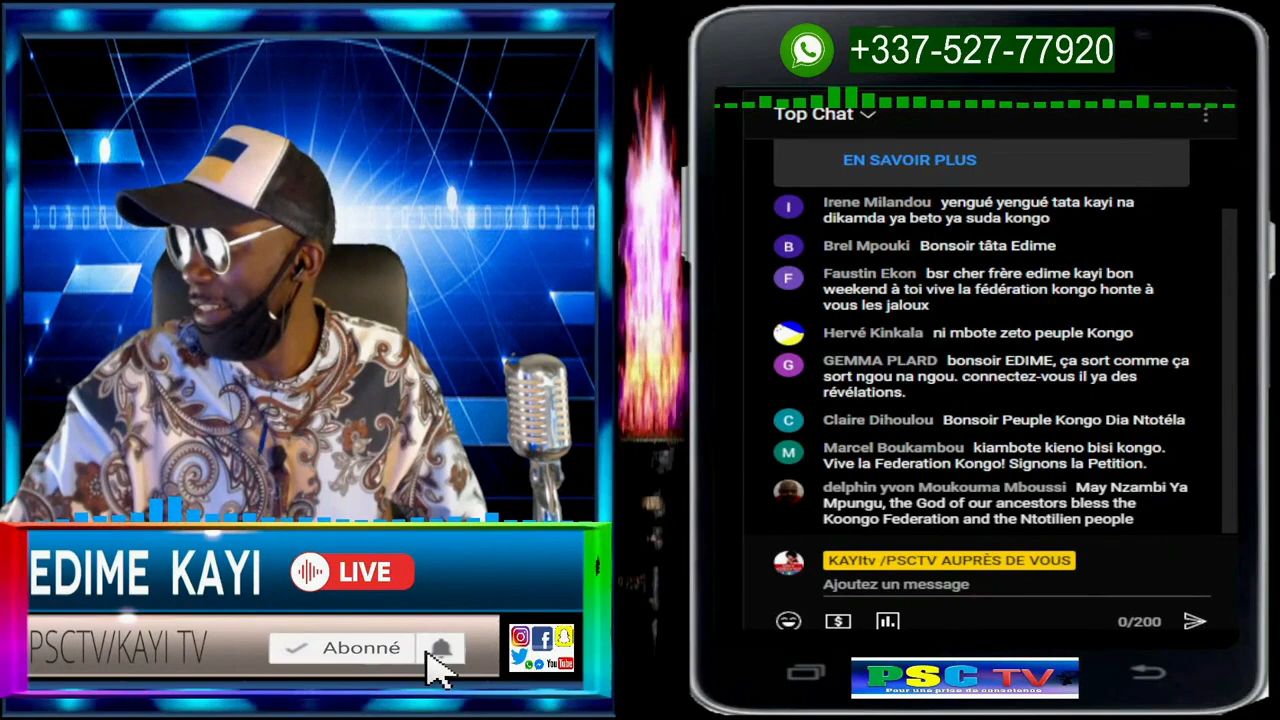 EDIME KAYI
LIVE
PSCTV/KAYI TV
Abonné
YouTube
+337-527-77920
Top Chat
EN SAVOIR PLUS
I Irene Milandou yengué yengué tata kayi na
dikamda ya beto ya suda kongo
B Brel Mpouki Bonsoir tâta Edime
F Faustin Ekon bsr cher frère edime kayi bon
weekend à toi vive la fédération kongo honte à
vous les jaloux
Hervé Kinkala ni mbote zeto peuple Kongo
G GEMMA PLARD bonsoir EDIME, ça sort comme ça
sort ngou na ngou. connectez-vous il ya des
révélations.
C Claire Dihoulou Bonsoir Peuple Kongo Dia Ntotéla
M Marcel Boukambou kiambote kieno bisi kongo.
Vive la Federation Kongo! Signons la Petition.
delphin yvon Moukouma Mboussi May Nzambi Ya
Mpungu, the God of our ancestors bless the
Koongo Federation and the Ntotilien people
KAYItv /PSCTV AUPRÈS DE VOUS
Ajoutez un message
0/200
PSC TV
Pour une prise de conscience